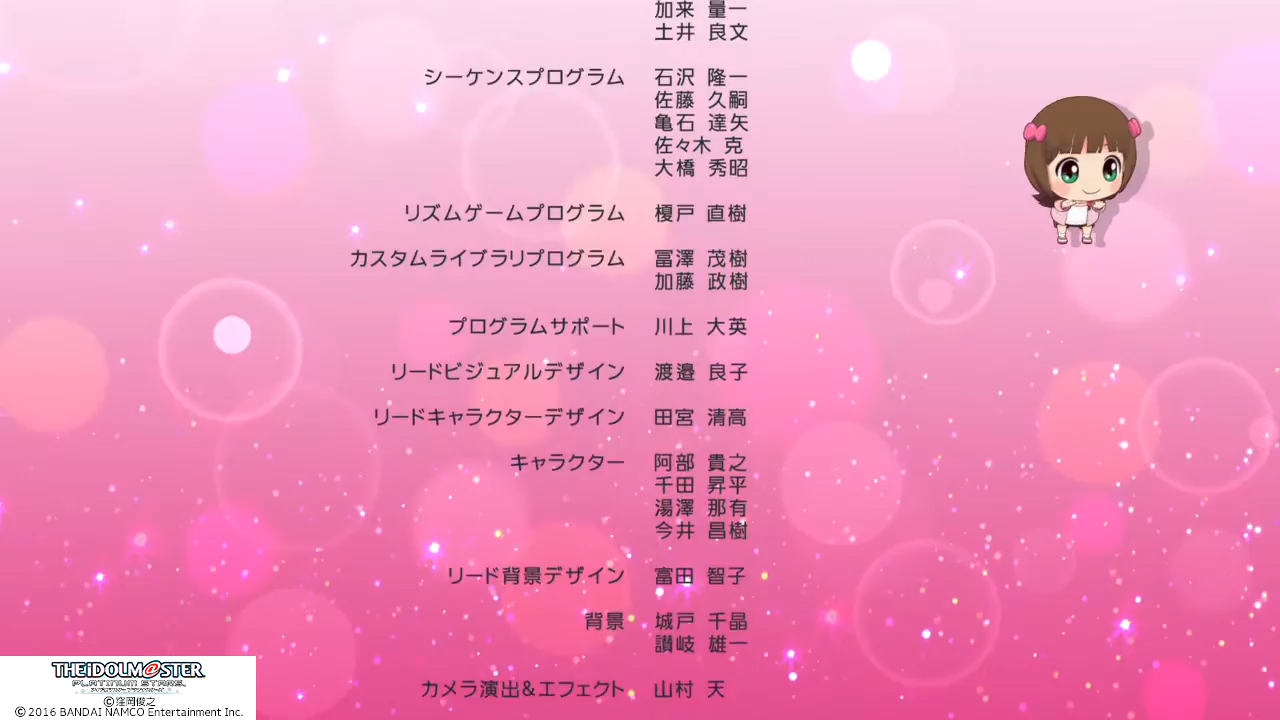 加来 量一
土井 良文
シーケンスプログラム 石沢 隆一
佐藤 久嗣
亀石 達矢
佐々木 克
大橋 秀昭
リズムゲームプログラム 榎戸 直樹
カスタムライブラリプログラム 冨澤 茂樹
加藤 政樹
プログラムサポート 川上 大英
リードビジュアルデザイン 渡邉 良子
リードキャラクターデザイン 田宮 清高
キャラクター 阿部 貴之
千田 昇平
湯澤 那有
今井 昌樹
リード背景デザイン 富田 智子
背景 城戸 千晶
讃岐 雄一
カメラ演出&エフェクト 山村 天
THE iDOLM@STER
PLATINUM STARS
©窪岡俊之
©2016 BANDAI NAMCO Entertainment Inc.